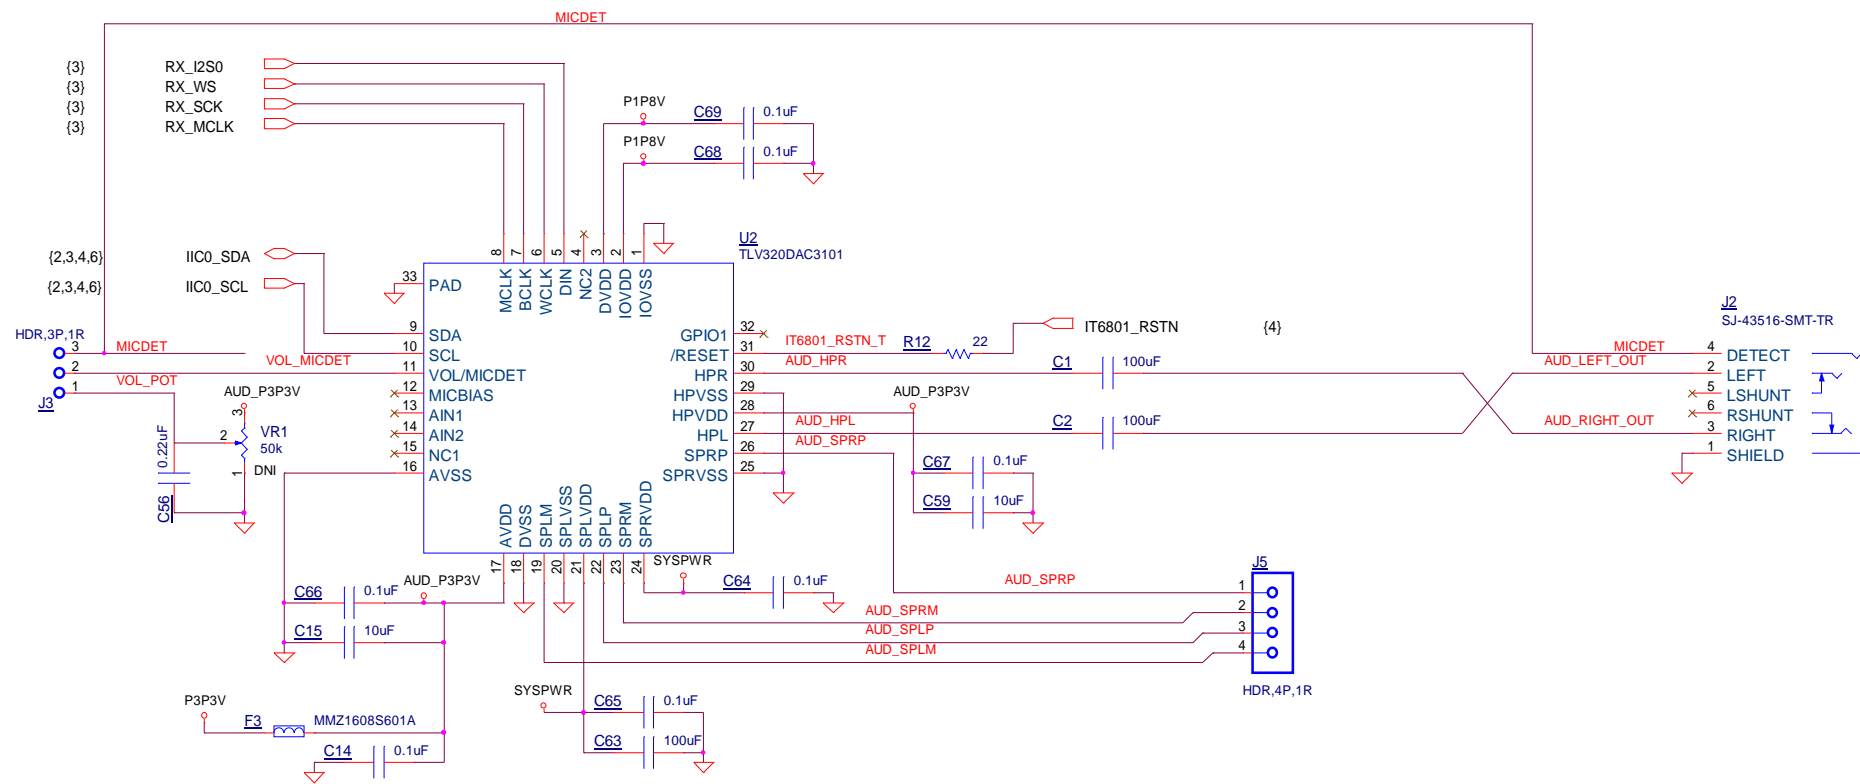 MICDET
{3} RX_I2S0
{3} RX_WS
{3} RX_SCK
{3} RX_MCLK
P1P8V C69 0.1uF
P1P8V C68 0.1uF
U2
TLV320DAC3101
8 7 6 5 4 3 2 1
MCLK BCLK WCLK DIN NC2 DVDD IOVDD IOVSS
{2,3,4,6} IIC0_SDA
{2,3,4,6} IIC0_SCL
33 PAD
9 SDA
10 SCL
11 VOL/MICDET
12 MICBIAS
13 AIN1
14 AIN2
15 NC1
16 AVSS
GPIO1 32
/RESET 31
HPR 30
HPVSS 29
HPVDD 28
HPL 27
SPRP 26
SPRVSS 25
AVDD DVSS SPLM SPLVSS SPLVDD SPLP SPRM SPRVDD
17 18 19 20 21 22 23 24
HDR,3P,1R
3 MICDET
2 VOL_MICDET
1 VOL_POT
J3
AUD_P3P3V
3
2 VR1
50k
1 DNI
0.22uF
C56
IT6801_RSTN_T R12 22 IT6801_RSTN {4}
AUD_HPR C1 100uF
AUD_P3P3V
AUD_HPL C2 100uF
AUD_SPRP
C67 0.1uF
C59 10uF
J2
SJ-43516-SMT-TR
MICDET 4 DETECT
AUD_LEFT_OUT 2 LEFT
5 LSHUNT
6 RSHUNT
AUD_RIGHT_OUT 3 RIGHT
1 SHIELD
AUD_P3P3V
C66 0.1uF
C15 10uF
SYSPWR
C64 0.1uF
J5
AUD_SPRP 1
AUD_SPRM 2
AUD_SPLP 3
AUD_SPLM 4
HDR,4P,1R
P3P3V
F3 MMZ1608S601A
C14 0.1uF
SYSPWR
C65 0.1uF
C63 100uF